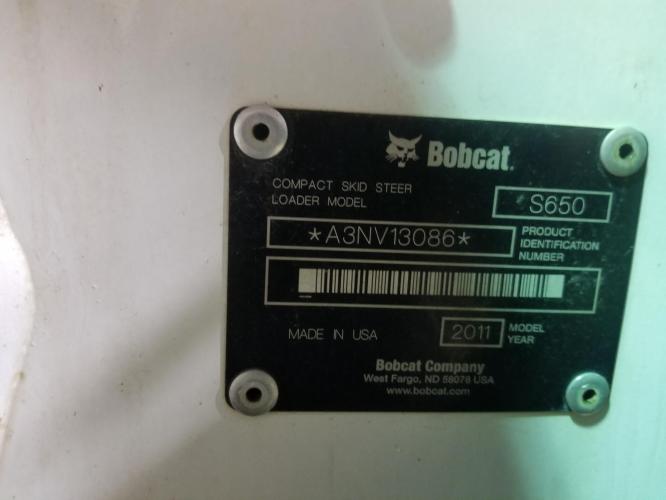 Bobcat.
COMPACT SKID STEER
LOADER MODEL
S650
*A3NV13086*
PRODUCT
IDENTIFICATION
NUMBER
MADE IN USA
2011
MODEL
YEAR
Bobcat Company
West Fargo, ND 58078 USA
www.bobcat.com